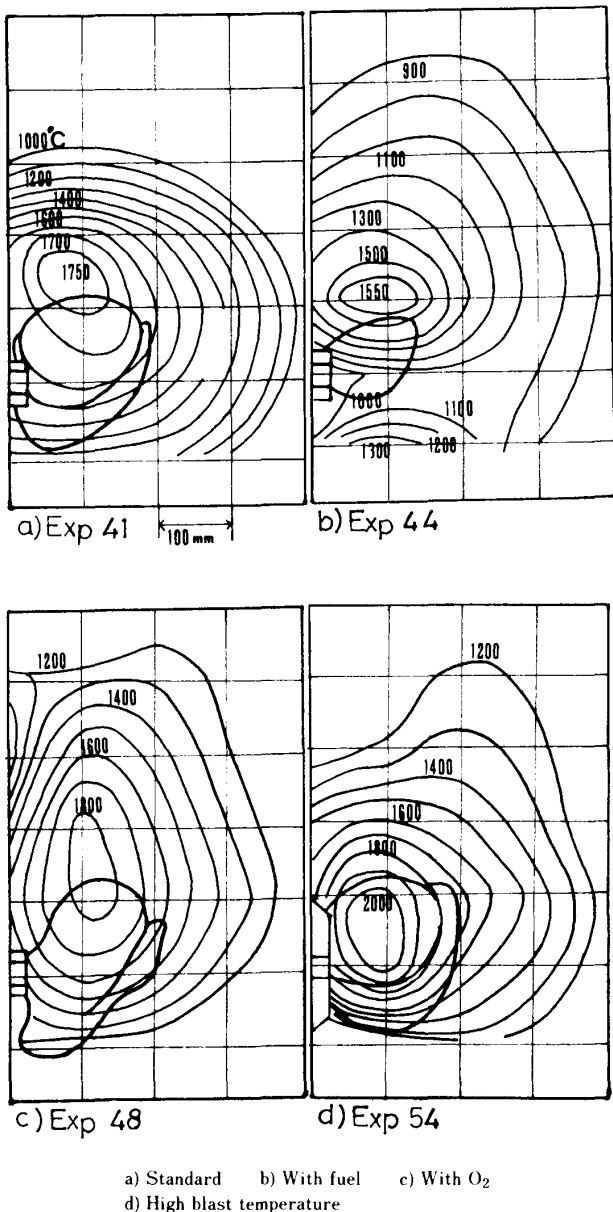 1000°C
1200
1400
1600
1700
1750
a) Exp 41
100 mm
900
1100
1300
1500
1550
1000
1100
1200
1300
b) Exp 44
1200
1400
1600
1800
c) Exp 48
1200
1400
1600
1800
2000
d) Exp 54
a) Standard b) With fuel c) With O₂
d) High blast temperature